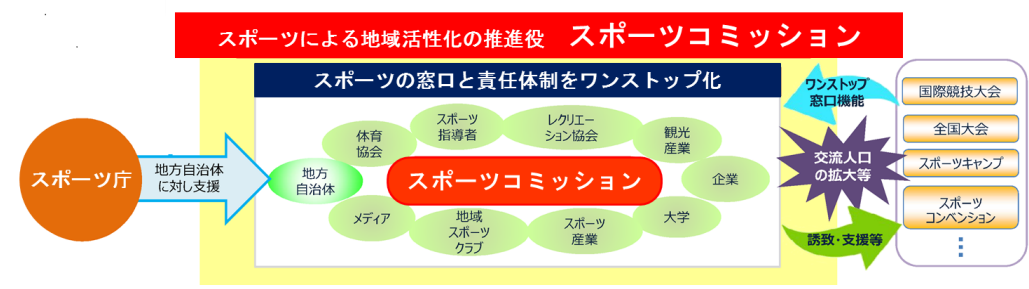 スポーツによる地域活性化の推進役　スポーツコミッション
スポーツの窓口と責任体制をワンストップ化
スポーツ庁
地方自治体
に対し支援
地方
自治体
体育
協会
スポーツ
指導者
レクリエー
ション協会
観光
産業
企業
大学
スポーツ
産業
地域
スポーツ
クラブ
メディア
スポーツコミッション
ワンストップ
窓口機能
交流人口
の拡大等
誘致・支援等
国際競技大会
全国大会
スポーツキャンプ
スポーツ
コンベンション